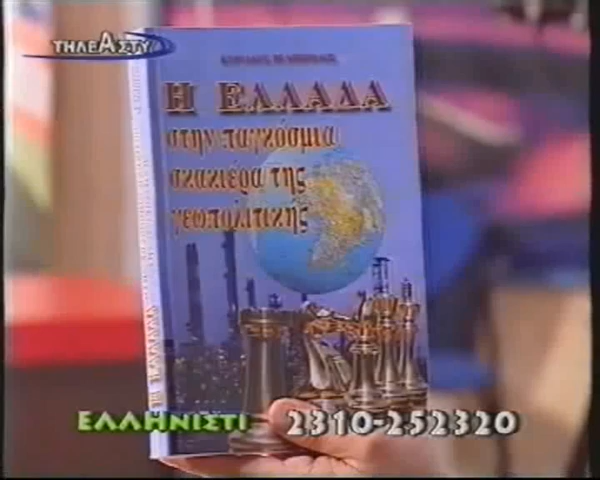 ΤΗΛΕΑΣΤΥ
Η ΕΛΛΑΔΑ
στην παγκόσμια
σκακιέρα της
γεωπολιτικής
ΕΛΛΗΝΙΣΤΙ 2310-252320